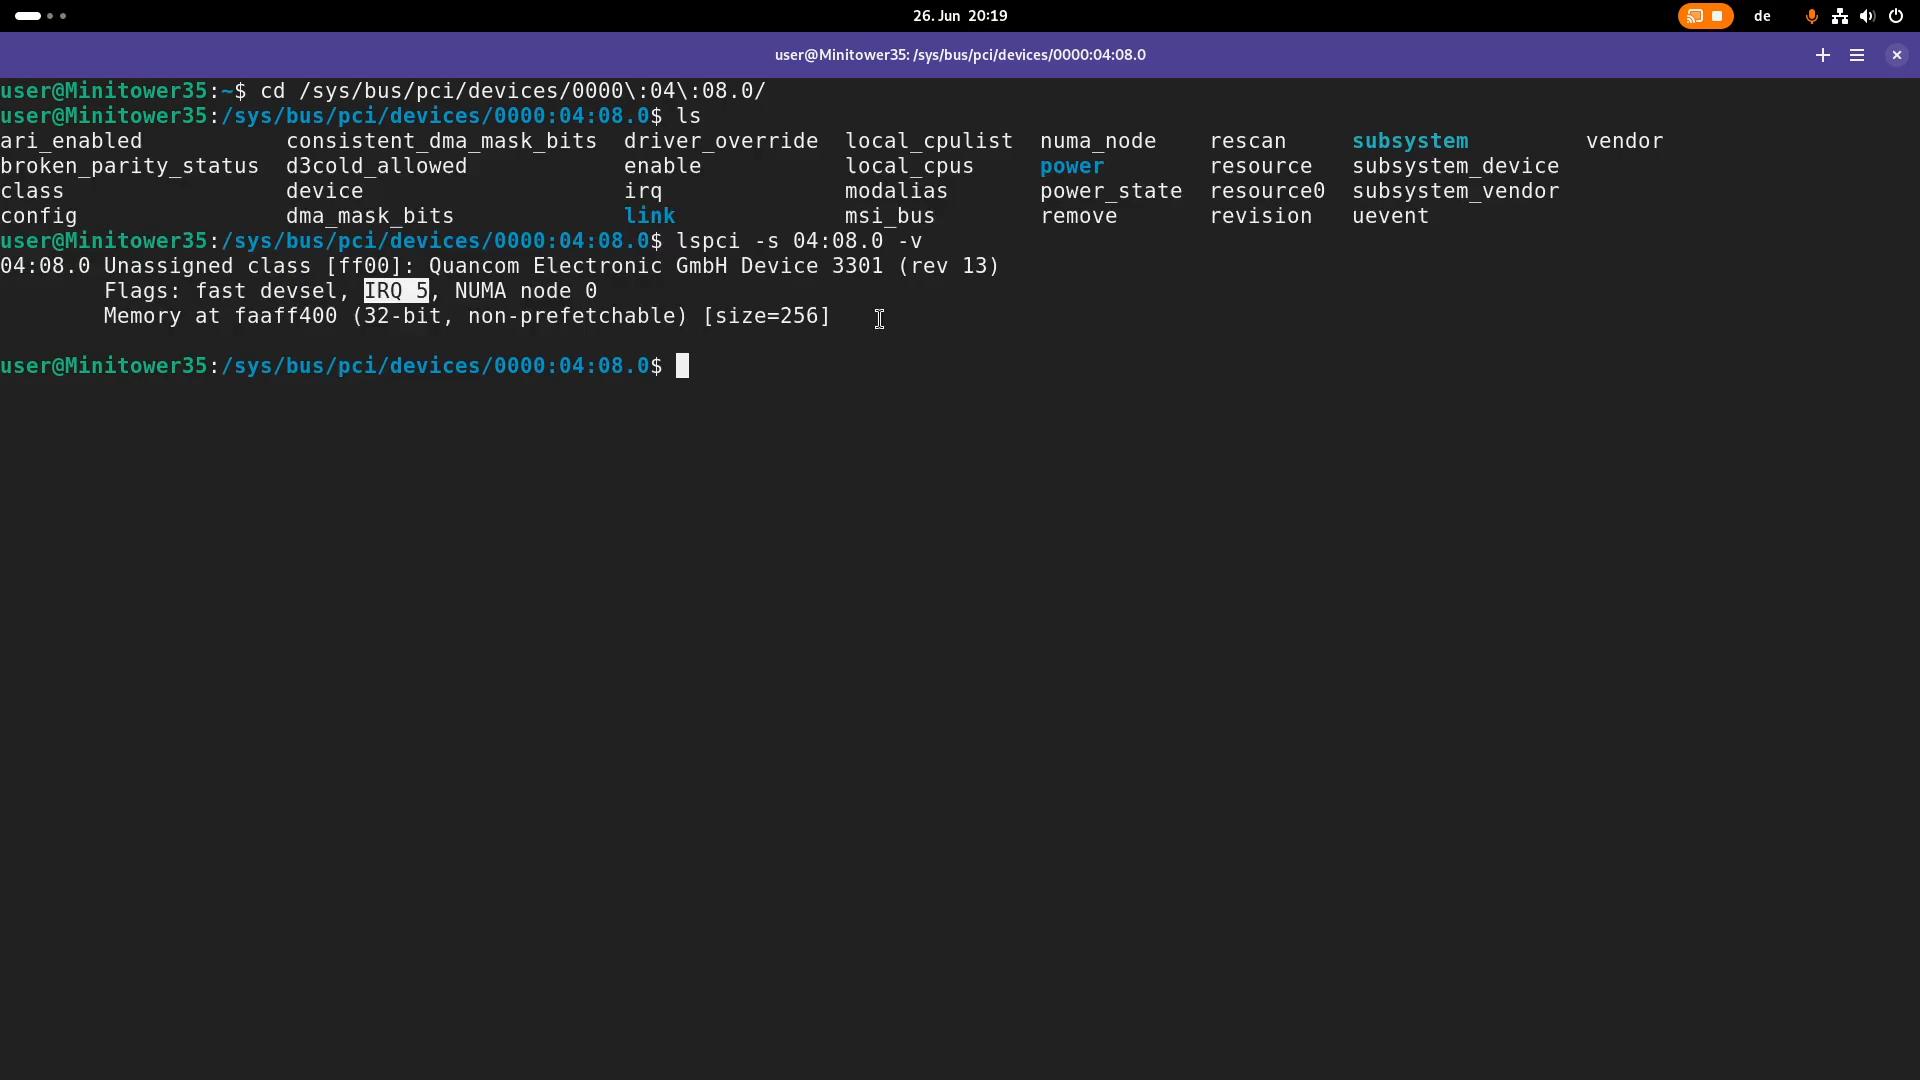 26. Jun 20:19
de
user@Minitower35: /sys/bus/pci/devices/0000:04:08.0
user@Minitower35:~$ cd /sys/bus/pci/devices/0000\:04\:08.0/
user@Minitower35:/sys/bus/pci/devices/0000:04:08.0$ ls
ari_enabled consistent_dma_mask_bits driver_override local_cpulist numa_node rescan subsystem vendor
broken_parity_status d3cold_allowed enable local_cpus power resource subsystem_device
class device irq modalias power_state resource0 subsystem_vendor
config dma_mask_bits link msi_bus remove revision uevent
user@Minitower35:/sys/bus/pci/devices/0000:04:08.0$ lspci -s 04:08.0 -v
04:08.0 Unassigned class [ff00]: Quancom Electronic GmbH Device 3301 (rev 13)
Flags: fast devsel, IRQ 5, NUMA node 0
Memory at faaff400 (32-bit, non-prefetchable) [size=256]
user@Minitower35:/sys/bus/pci/devices/0000:04:08.0$